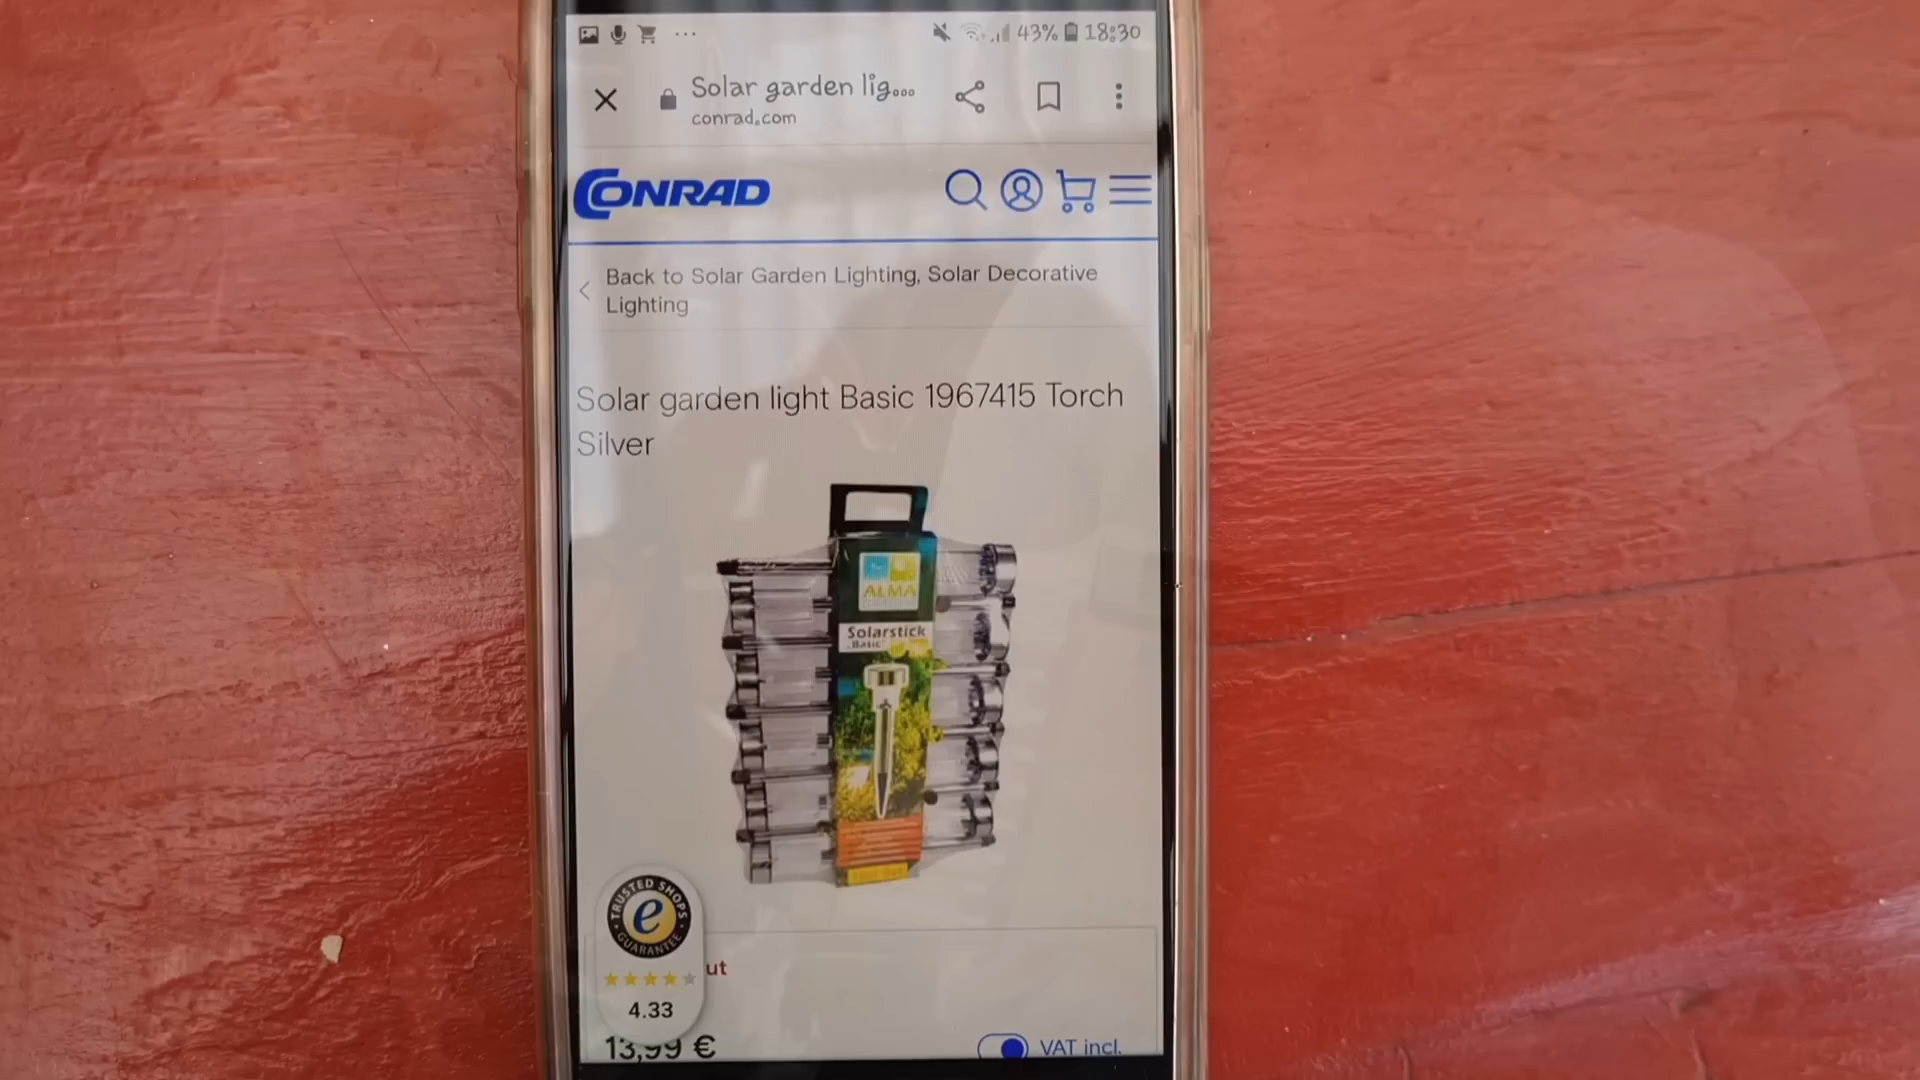 43% 18:30
Solar garden lig...
conrad.com
CONRAD
Back to Solar Garden Lighting, Solar Decorative
Lighting
Solar garden light Basic 1967415 Torch
Silver
ALMA
Solarstick
„Basic“
TRUSTED SHOPS
e
GUARANTEE
ut
4.33
13,99 €
VAT incl.